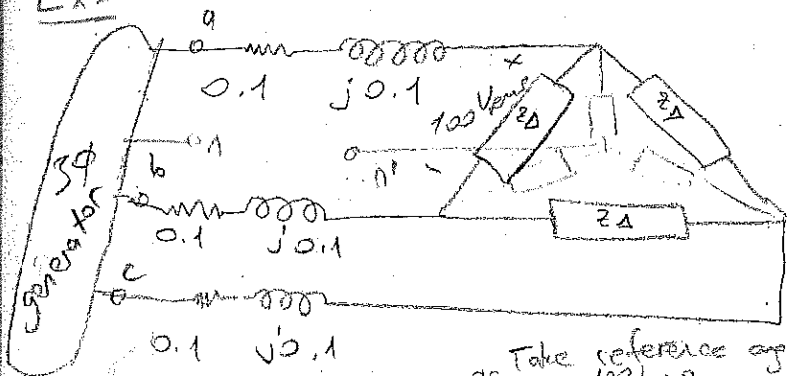 Ex:
a
0.1 j0.1
+ 100 Vrms
ZΔ ZΔ
n
3φ
generator
n' -
b
0.1 j0.1
ZΔ
c
0.1 j0.1
Take reference